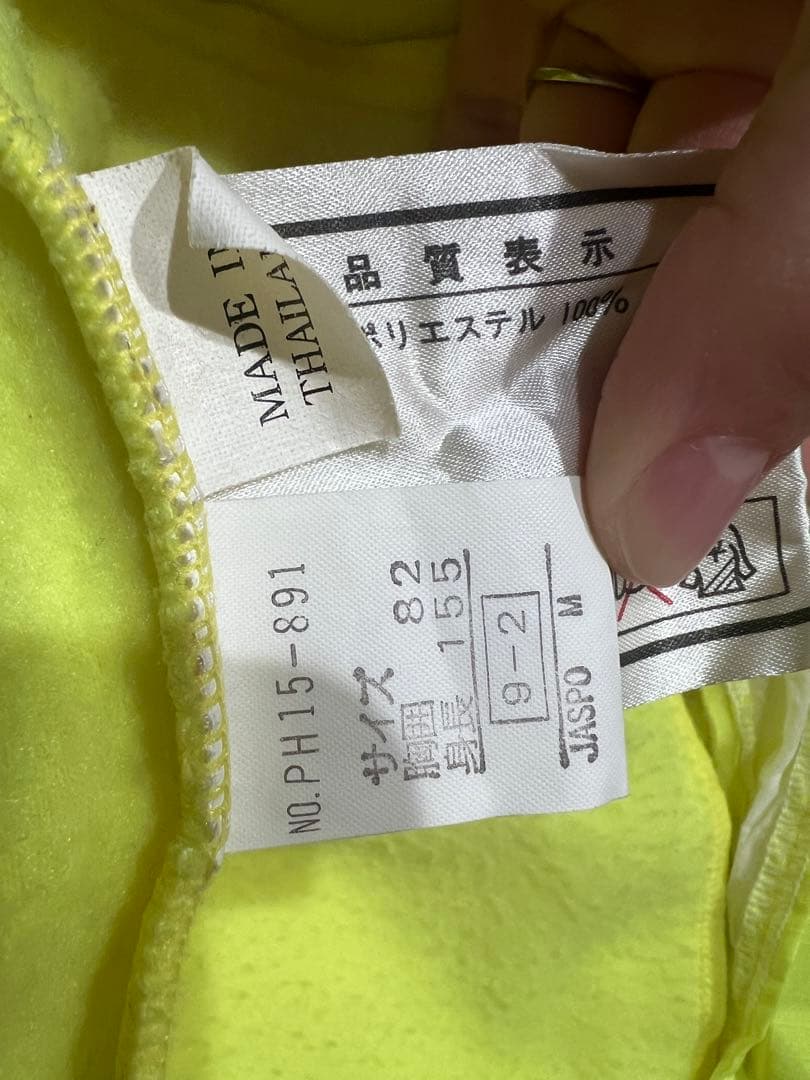 MADE IN
THAILA
品質表示
ポリエステル 100%
NO.PH15-891
サイズ
胸囲 82
身長 155
9-2
JASPO M